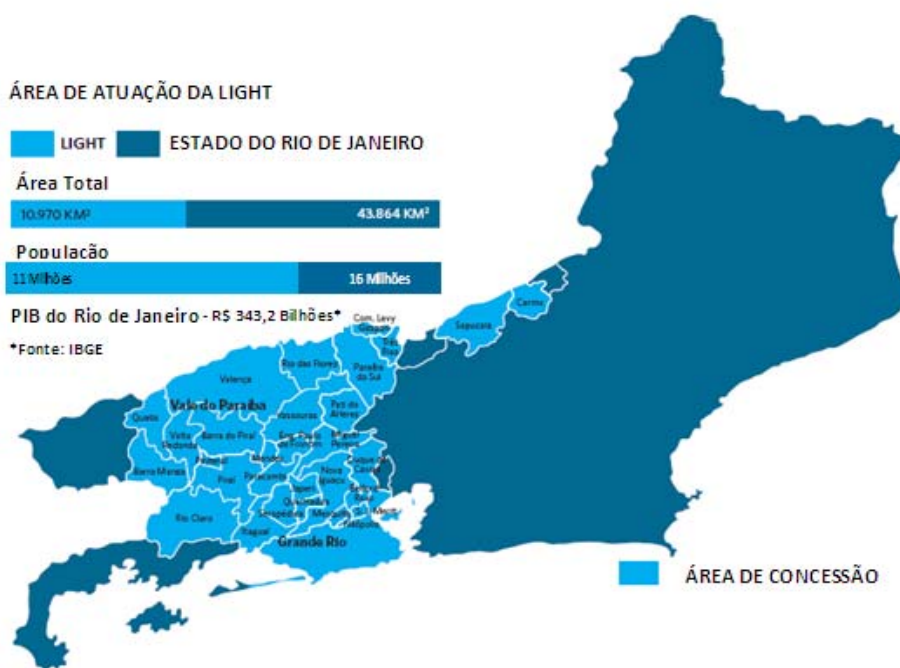 ÁREA DE ATUAÇÃO DA LIGHT
LIGHT ESTADO DO RIO DE JANEIRO
Área Total
10.970 KM² 43.864 KM²
População
11 Milhões 16 Milhões
PIB do Rio de Janeiro - R$ 343,2 Bilhões*
*Fonte: IBGE
Carmo
Sapucaia
Com. Levy
Três
Rios
Rio das Flores
Paraíba
do Sul
Valença
Vale do Paraíba
Quatis
Vassouras
Paty do
Alferes
Volta
Redonda
Barra do Piraí
Eng. Paulo
de Frontin
Miguel
Pereira
Mendes
Duque de
Caxias
Barra Mansa
Pinheiral
Piraí
Paracambi
Nova
Iguaçu
Japeri
Belford
Roxo
Queimados
Rio Claro
Seropédica
Mesquita
Nilópolis
Itaguaí
Grande Rio
ÁREA DE CONCESSÃO